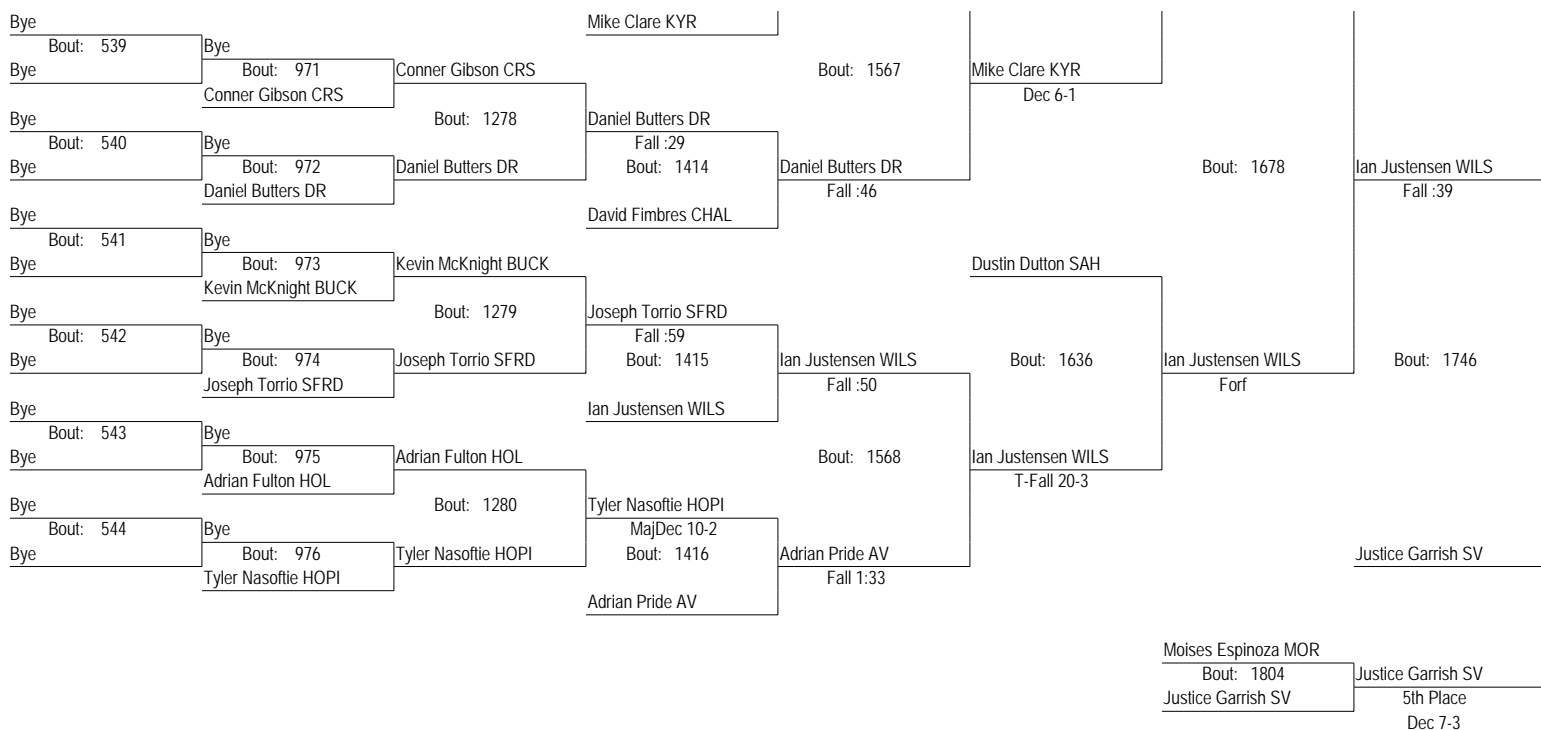 Bye Mike Clare KYR
Bout: 539 Bye
Bye Bout: 971 Conner Gibson CRS Bout: 1567 Mike Clare KYR
Conner Gibson CRS Dec 6-1
Bye Bout: 1278 Daniel Butters DR
Bout: 540 Bye Fall :29
Bye Bout: 972 Daniel Butters DR Bout: 1414 Daniel Butters DR Bout: 1678 Ian Justensen WILS
Daniel Butters DR Fall :46 Fall :39
Bye David Fimbres CHAL
Bout: 541 Bye
Bye Bout: 973 Kevin McKnight BUCK Dustin Dutton SAH
Kevin McKnight BUCK
Bye Bout: 1279 Joseph Torrio SFRD
Bout: 542 Bye Fall :59
Bye Bout: 974 Joseph Torrio SFRD Bout: 1415 Ian Justensen WILS Bout: 1636 Ian Justensen WILS Bout: 1746
Joseph Torrio SFRD Fall :50 Forf
Bye Ian Justensen WILS
Bout: 543 Bye
Bye Bout: 975 Adrian Fulton HOL Bout: 1568 Ian Justensen WILS
Adrian Fulton HOL T-Fall 20-3
Bye Bout: 1280 Tyler Nasoftie HOPI
Bout: 544 Bye MajDec 10-2
Bye Bout: 976 Tyler Nasoftie HOPI Bout: 1416 Adrian Pride AV Justice Garrish SV
Tyler Nasoftie HOPI Fall 1:33
Adrian Pride AV
Moises Espinoza MOR
Bout: 1804 Justice Garrish SV
Justice Garrish SV 5th Place
Dec 7-3